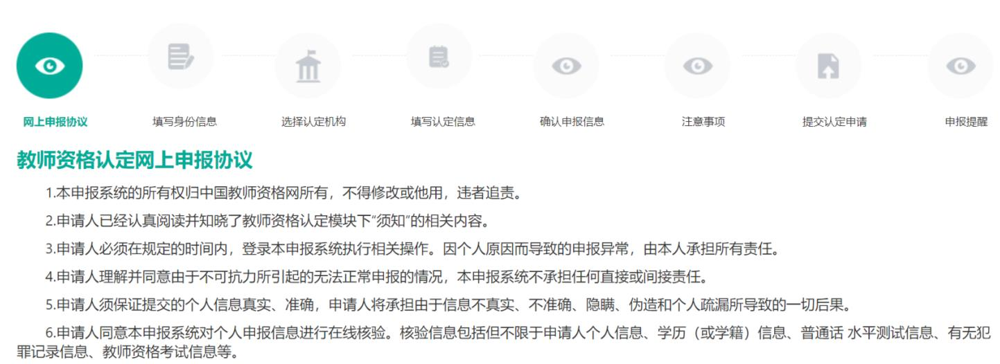 网上申报协议
填写身份信息
选择认定机构
填写认定信息
确认申报信息
注意事项
提交认定申请
申报提醒
教师资格认定网上申报协议
1.本申报系统的所有权归中国教师资格网所有，不得修改或他用，违者追责。
2.申请人已经认真阅读并知晓了教师资格认定模块下“须知”的相关内容。
3.申请人必须在规定的时间内，登录本申报系统执行相关操作。因个人原因而导致的申报异常，由本人承担所有责任。
4.申请人理解并同意由于不可抗力所引起的无法正常申报的情况，本申报系统不承担任何直接或间接责任。
5.申请人须保证提交的个人信息真实、准确，申请人将承担由于信息不真实、不准确、隐瞒、伪造和个人疏漏所导致的一切后果。
6.申请人同意本申报系统对个人申报信息进行在线核验。核验信息包括但不限于申请人个人信息、学历（或学籍）信息、普通话 水平测试信息、有无犯
罪记录信息、教师资格考试信息等。